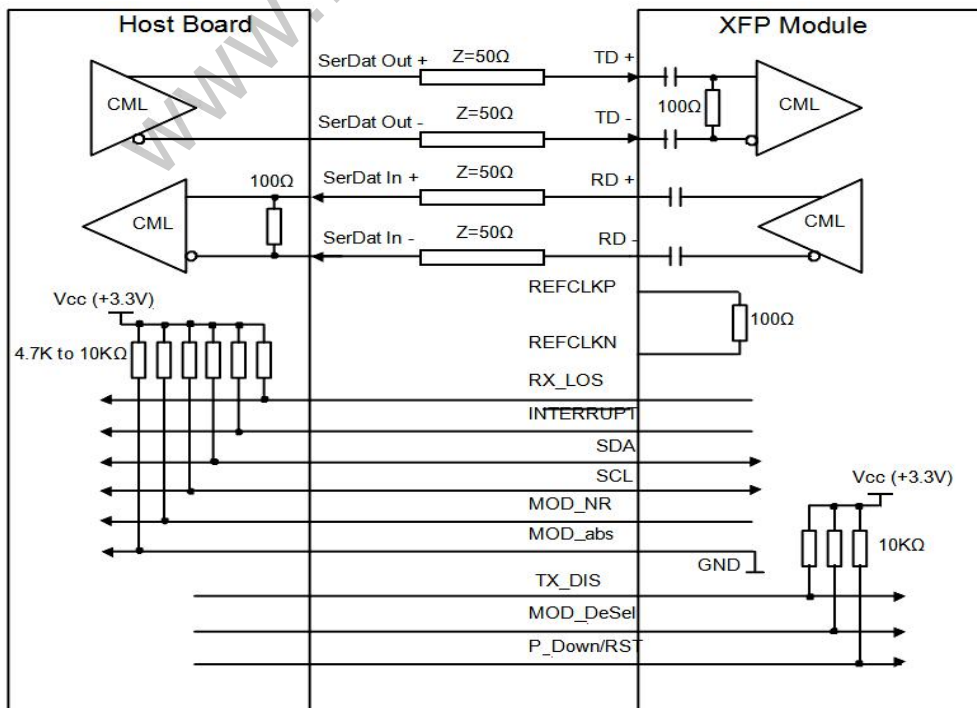 Host Board
XFP Module
www.
SerDat Out +
Z=50Ω
TD +
CML
100Ω
CML
SerDat Out -
Z=50Ω
TD -
100Ω
SerDat In +
Z=50Ω
RD +
CML
CML
SerDat In -
Z=50Ω
RD -
REFCLKP
Vcc (+3.3V)
100Ω
REFCLKN
4.7K to 10KΩ
RX_LOS
INTERRUPT
SDA
SCL
Vcc (+3.3V)
MOD_NR
MOD_abs
10KΩ
GND
TX_DIS
MOD_DeSel
P_Down/RST